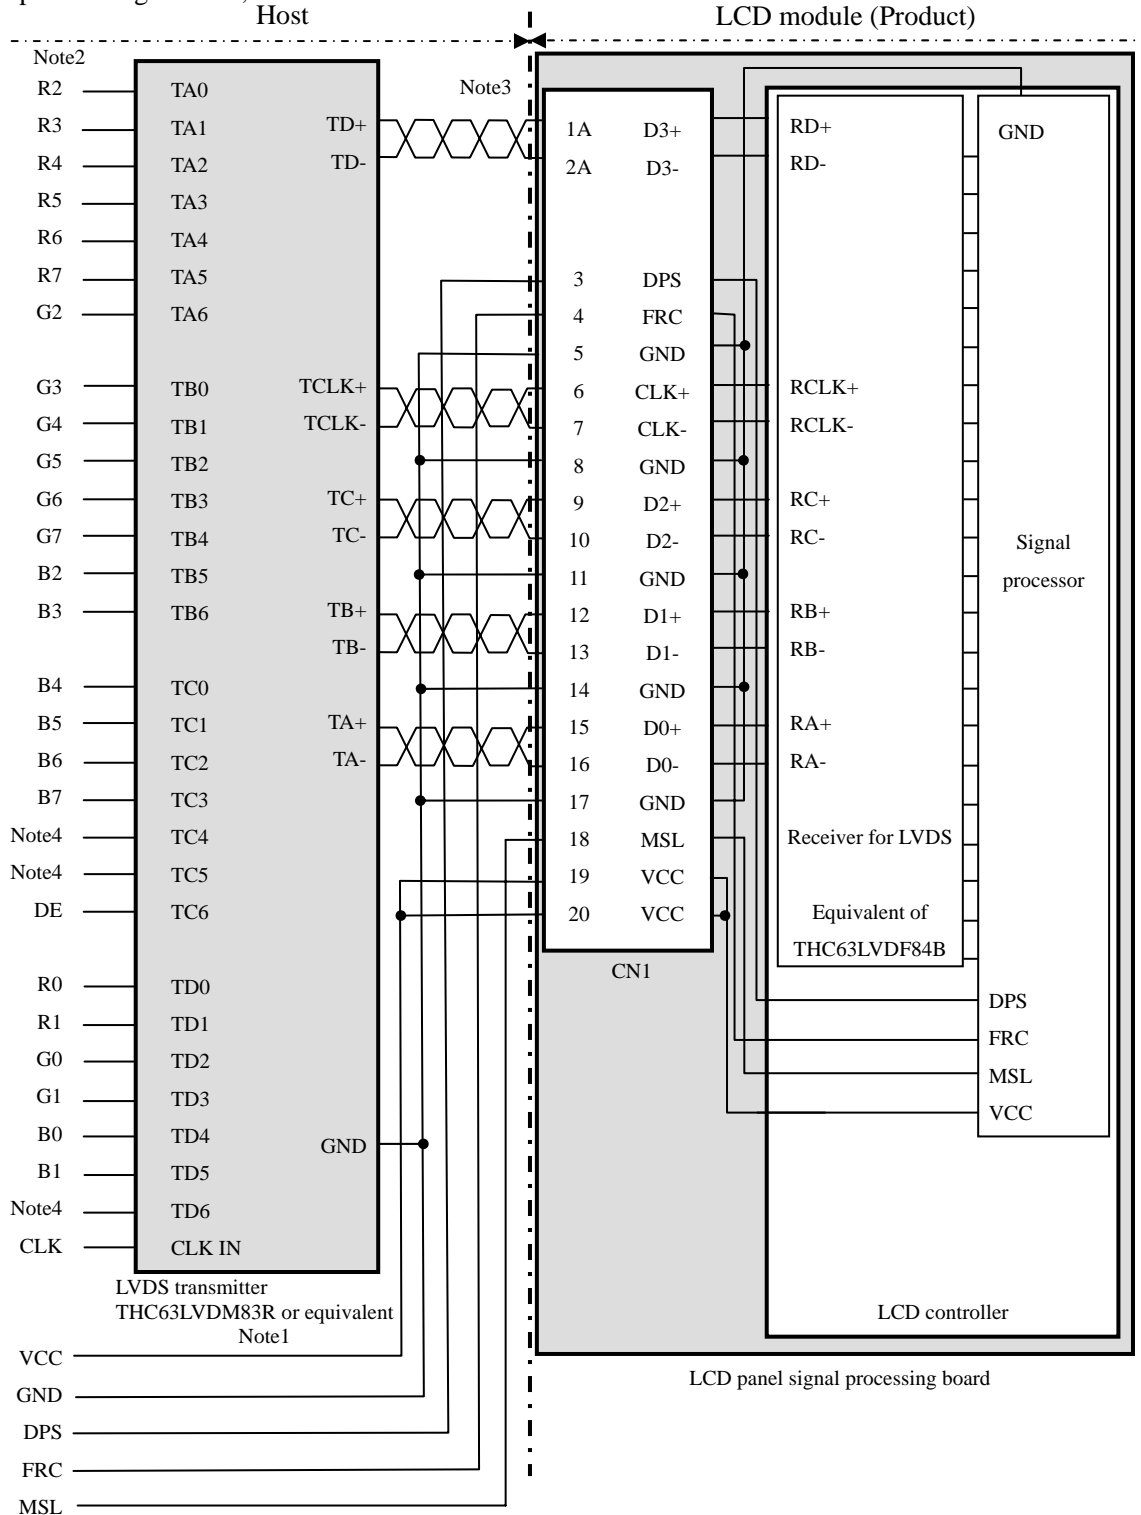 Host
LCD module (Product)
Note2
Note3
R2 TA0
R3 TA1 TD+ 1A D3+ RD+ GND
R4 TA2 TD- 2A D3- RD-
R5 TA3
R6 TA4
R7 TA5 3 DPS
G2 TA6 4 FRC
5 GND
G3 TB0 TCLK+ 6 CLK+ RCLK+
G4 TB1 TCLK- 7 CLK- RCLK-
G5 TB2 8 GND
G6 TB3 TC+ 9 D2+ RC+
G7 TB4 TC- 10 D2- RC- Signal
B2 TB5 11 GND processor
B3 TB6 TB+ 12 D1+ RB+
TB- 13 D1- RB-
B4 TC0 14 GND
B5 TC1 TA+ 15 D0+ RA+
B6 TC2 TA- 16 D0- RA-
B7 TC3 17 GND
Note4 TC4 18 MSL Receiver for LVDS
Note4 TC5 19 VCC
DE TC6 20 VCC Equivalent of
THC63LVDF84B
CN1
R0 TD0 DPS
R1 TD1 FRC
G0 TD2 MSL
G1 TD3 VCC
B0 TD4 GND
B1 TD5
Note4 TD6
CLK CLK IN
LVDS transmitter
THC63LVDM83R or equivalent
Note1
LCD controller
VCC
LCD panel signal processing board
GND
DPS
FRC
MSL